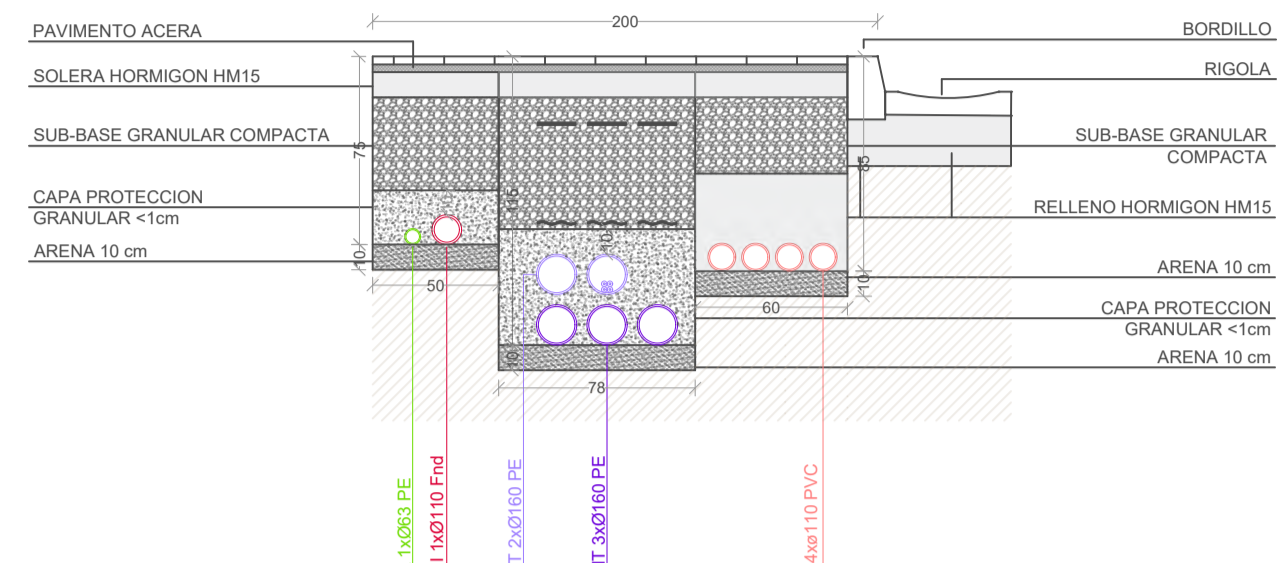 200
PAVIMENTO ACERA
BORDILLO
SOLERA HORMIGON HM15
RIGOLA
SUB-BASE GRANULAR COMPACTA
SUB-BASE GRANULAR
COMPACTA
75
115
85
CAPA PROTECCION
GRANULAR <1cm
RELLENO HORMIGON HM15
ARENA 10 cm
10
10
ARENA 10 cm
10
50
60
CAPA PROTECCION
GRANULAR <1cm
10
ARENA 10 cm
78
1xØ63 PE
I 1xØ110 Fnd
T 2xØ160 PE
IT 3xØ160 PE
4xø110 PVC